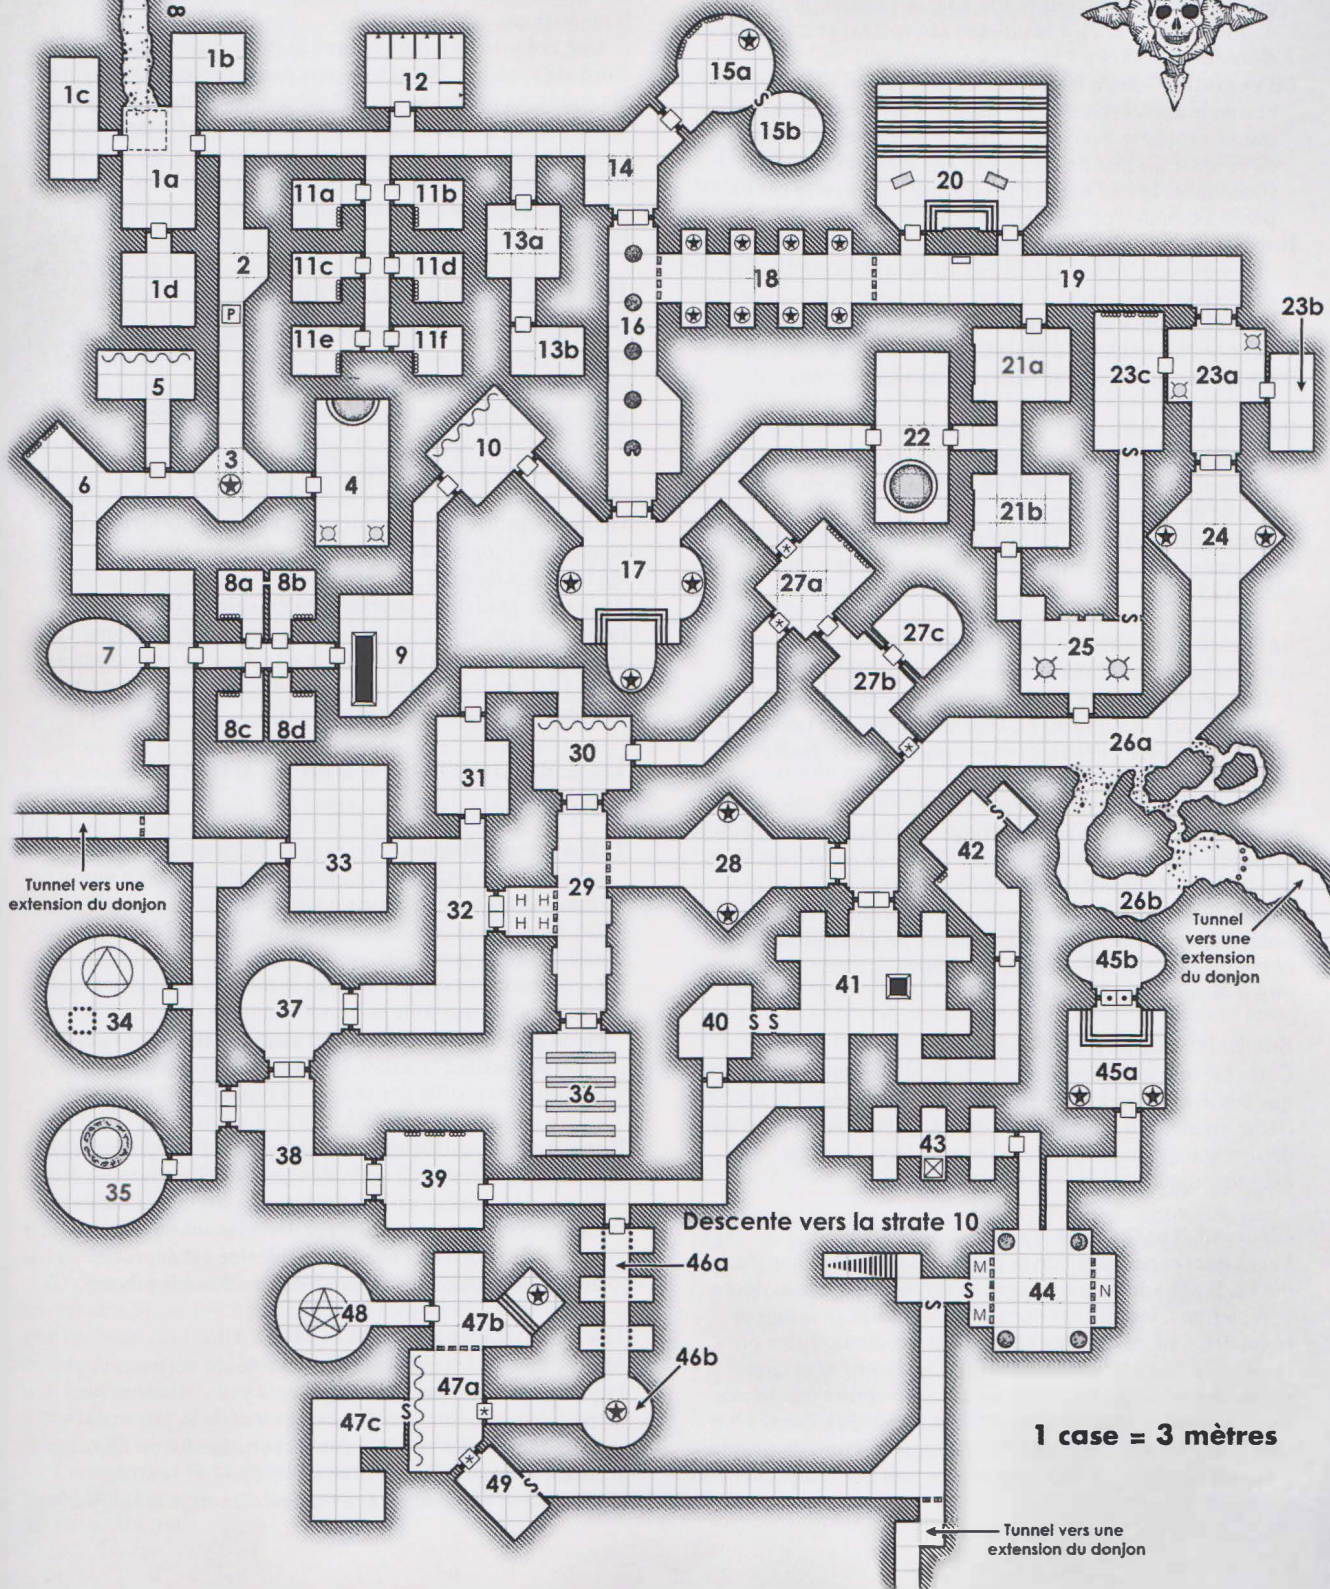 8
1b
1c
12
15a
15b
1a
14
20
11a
11b
13a
2
11c
11d
18
19
1d
P
16
23b
11e
11f
13b
21a
23c
23a
5
10
22
3
6
4
S
21b
24
17
8a
8b
27a
S
27c
25
7
9
27b
8c
8d
26a
30
31
S
42
33
28
29
Tunnel vers une
extension du donjon
32
H H
H H
26b
Tunnel
vers une
extension
du donjon
45b
41
37
34
40
S S
45a
36
43
38
39
35
Descente vers la strate 10
46a
M
S
44
N
M
S
48
47b
46b
47a
47c
S
1 case = 3 mètres
49
S
Tunnel vers une
extension du donjon